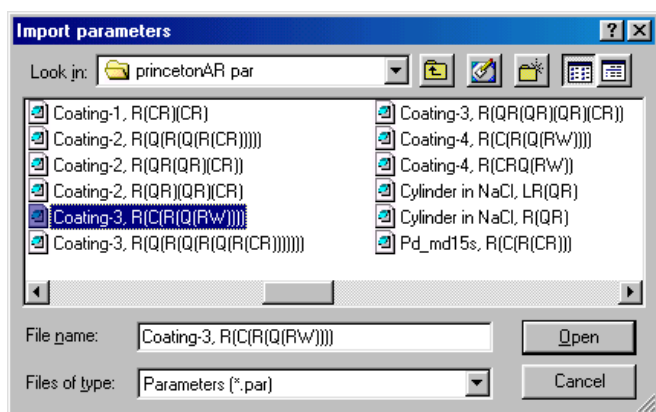 Import parameters
Look in: princetonAR par
Coating-1, R(CR)(CR)
Coating-2, R(Q(R(Q(R(CR)))))
Coating-2, R(QR(QR)(CR))
Coating-2, R(QR)(QR)(CR)
Coating-3, R(C(R(Q(RW))))
Coating-3, R(Q(R(Q(R(Q(R(CR)))))))
Coating-3, R(QR(QR)(QR)(CR))
Coating-4, R(C(R(Q(RW))))
Coating-4, R(CRQ(RW))
Cylinder in NaCl, LR(QR)
Cylinder in NaCl, R(QR)
Pd_md15s, R(C(R(CR)))
File name: Coating-3, R(C(R(Q(RW)))) Open
Files of type: Parameters (*.par) Cancel